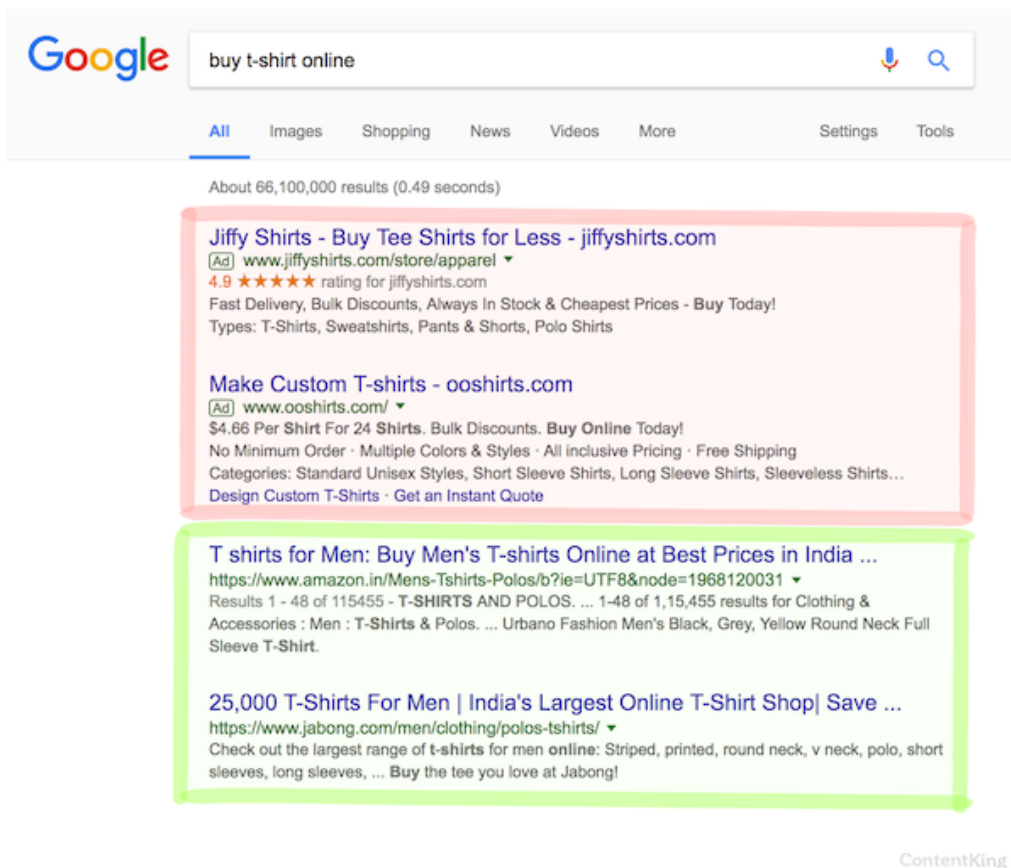 Google
buy t-shirt online
All Images Shopping News Videos More Settings Tools
About 66,100,000 results (0.49 seconds)
Jiffy Shirts - Buy Tee Shirts for Less - jiffyshirts.com
Ad www.jiffyshirts.com/store/apparel
4.9 ★★★★★ rating for jiffyshirts.com
Fast Delivery, Bulk Discounts, Always In Stock & Cheapest Prices - Buy Today!
Types: T-Shirts, Sweatshirts, Pants & Shorts, Polo Shirts
Make Custom T-shirts - ooshirts.com
Ad www.ooshirts.com/
$4.66 Per Shirt For 24 Shirts. Bulk Discounts. Buy Online Today!
No Minimum Order · Multiple Colors & Styles · All inclusive Pricing · Free Shipping
Categories: Standard Unisex Styles, Short Sleeve Shirts, Long Sleeve Shirts, Sleeveless Shirts…
Design Custom T-Shirts · Get an Instant Quote
T shirts for Men: Buy Men's T-shirts Online at Best Prices in India ...
https://www.amazon.in/Mens-Tshirts-Polos/b?ie=UTF8&node=1968120031
Results 1 - 48 of 115455 - T-SHIRTS AND POLOS. ... 1-48 of 1,15,455 results for Clothing &
Accessories : Men : T-Shirts & Polos. ... Urbano Fashion Men's Black, Grey, Yellow Round Neck Full
Sleeve T-Shirt.
25,000 T-Shirts For Men | India's Largest Online T-Shirt Shop| Save ...
https://www.jabong.com/men/clothing/polos-tshirts/
Check out the largest range of t-shirts for men online: Striped, printed, round neck, v neck, polo, short
sleeves, long sleeves, ... Buy the tee you love at Jabong!
ContentKing